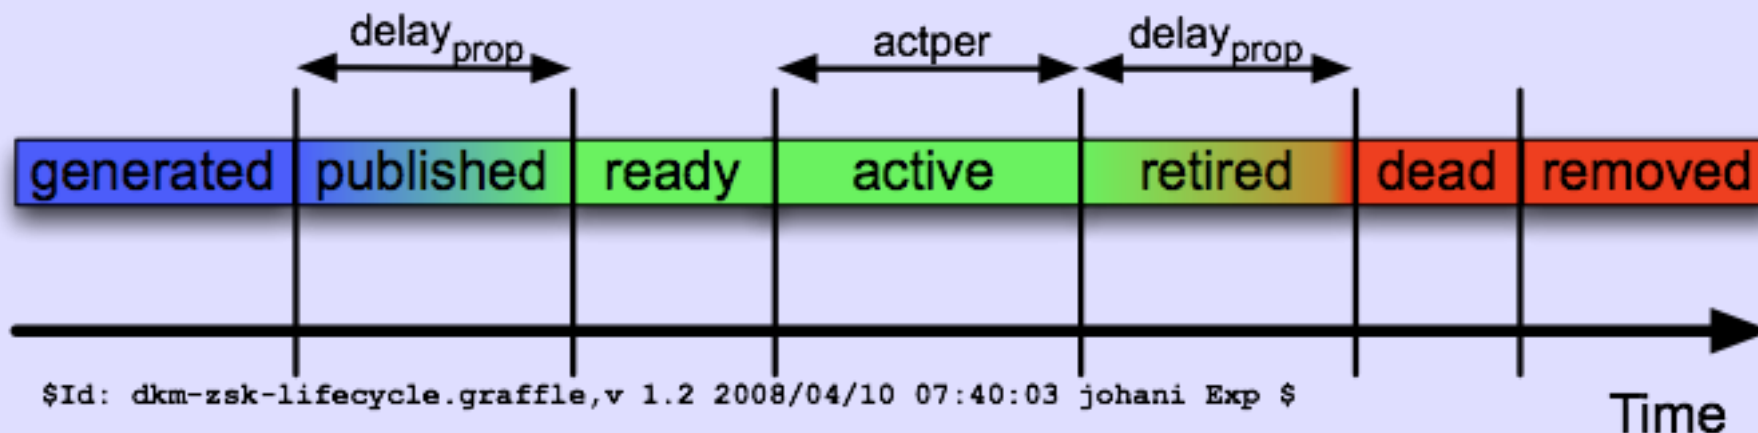 delayprop actper delayprop
generated published ready active retired dead removed
$Id: dkm-zsk-lifecycle.graffle,v 1.2 2008/04/10 07:40:03 johani Exp $
Time